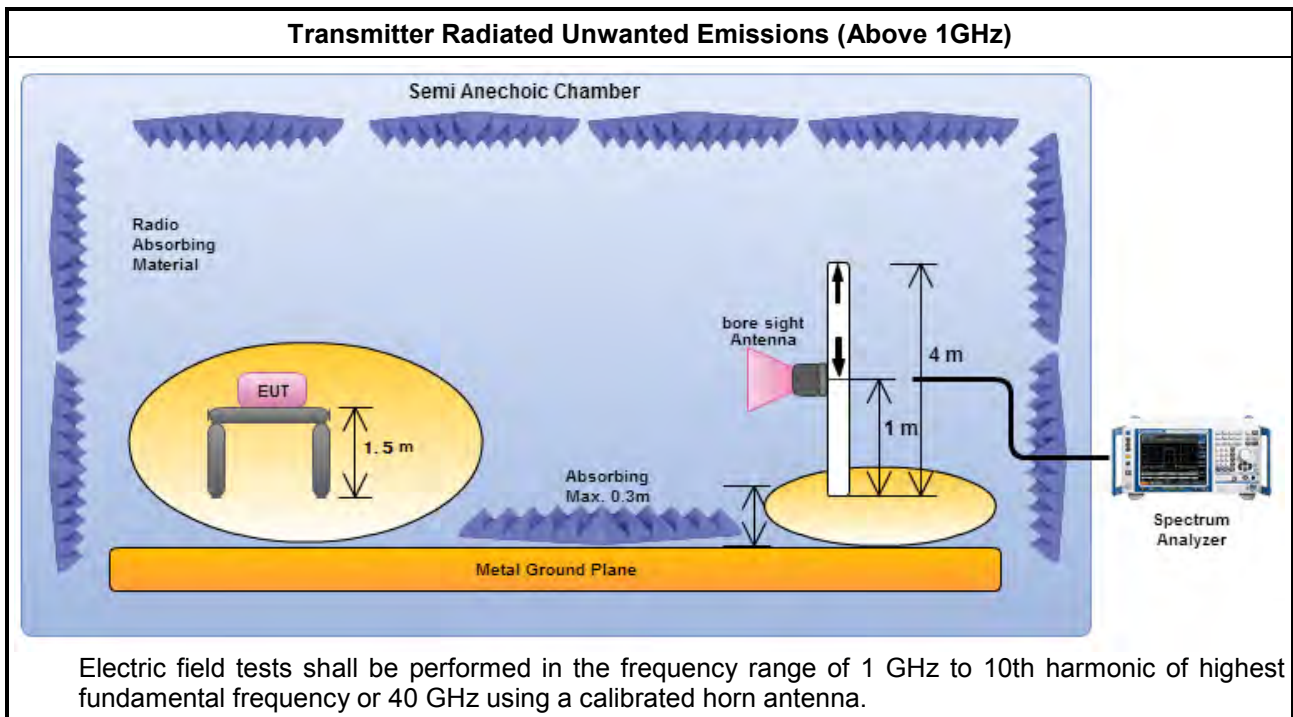 Transmitter Radiated Unwanted Emissions (Above 1GHz)
Semi Anechoic Chamber
Radio
Absorbing
Material
bore sight
Antenna
4 m
EUT
1.5 m
1 m
Absorbing
Max. 0.3m
Spectrum
Analyzer
Metal Ground Plane
Electric field tests shall be performed in the frequency range of 1 GHz to 10th harmonic of highest
fundamental frequency or 40 GHz using a calibrated horn antenna.